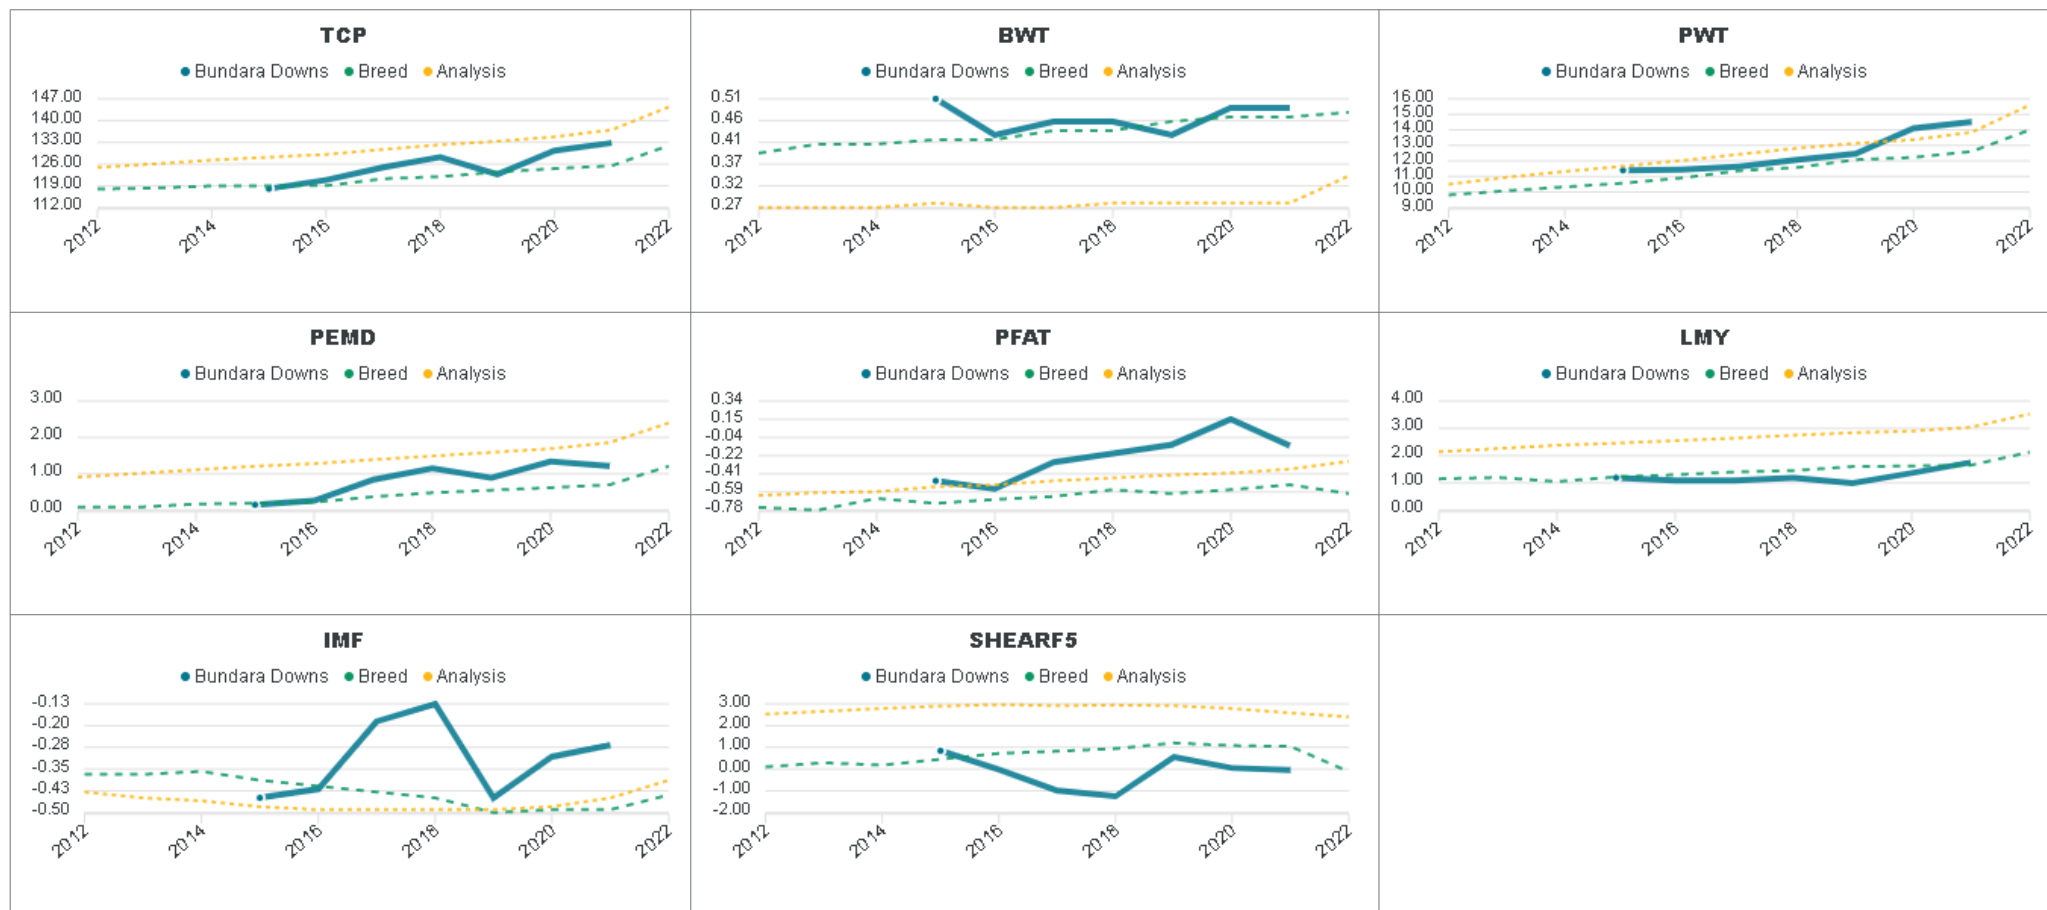 TCP
Bundara Downs Breed Analysis
147.00
140.00
133.00
126.00
119.00
112.00
2012 2014 2016 2018 2020 2022
BWT
Bundara Downs Breed Analysis
0.51
0.46
0.41
0.37
0.32
0.27
2012 2014 2016 2018 2020 2022
PWT
Bundara Downs Breed Analysis
16.00
15.00
14.00
13.00
12.00
11.00
10.00
9.00
2012 2014 2016 2018 2020 2022
PEMD
Bundara Downs Breed Analysis
3.00
2.00
1.00
0.00
2012 2014 2016 2018 2020 2022
PFAT
Bundara Downs Breed Analysis
0.34
0.15
-0.04
-0.22
-0.41
-0.59
-0.78
2012 2014 2016 2018 2020 2022
LMY
Bundara Downs Breed Analysis
4.00
3.00
2.00
1.00
0.00
2012 2014 2016 2018 2020 2022
IMF
Bundara Downs Breed Analysis
-0.13
-0.20
-0.28
-0.35
-0.43
-0.50
2012 2014 2016 2018 2020 2022
SHEARF5
Bundara Downs Breed Analysis
3.00
2.00
1.00
0.00
-1.00
-2.00
2012 2014 2016 2018 2020 2022